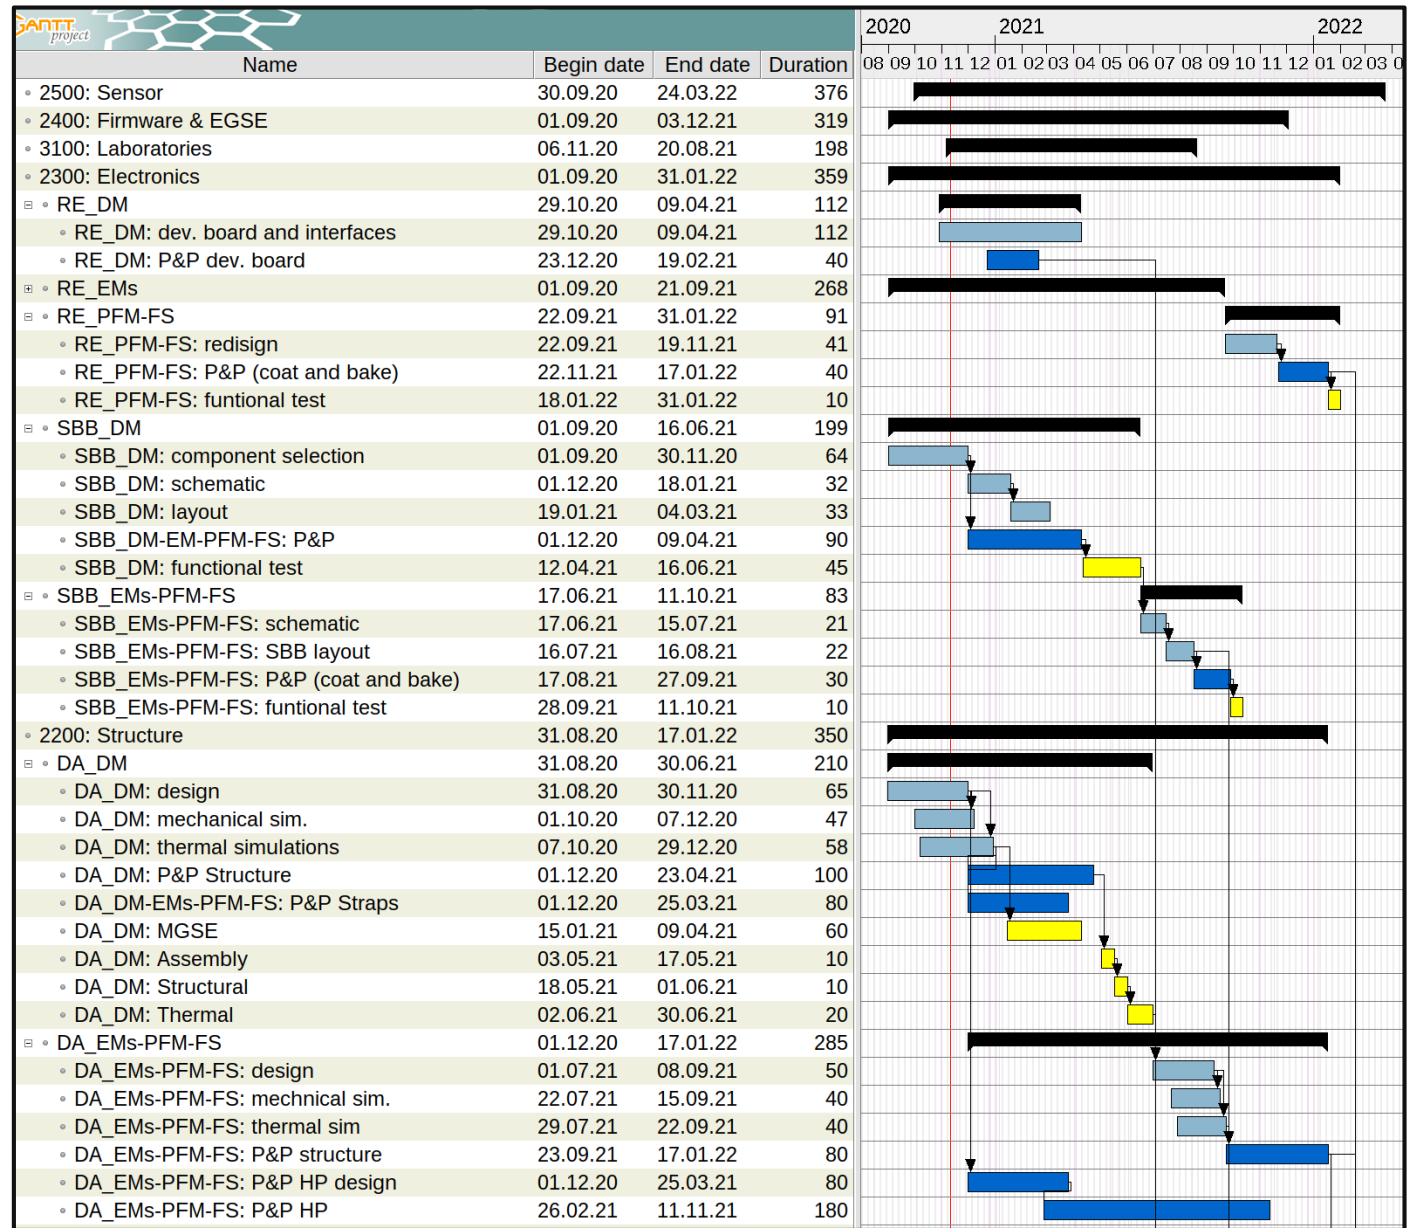 GANTT
project
2020 2021 2022
Name Begin date End date Duration 08 09 10 11 12 01 02 03 04 05 06 07 08 09 10 11 12 01 02 03 0
2500: Sensor 30.09.20 24.03.22 376
2400: Firmware & EGSE 01.09.20 03.12.21 319
3100: Laboratories 06.11.20 20.08.21 198
2300: Electronics 01.09.20 31.01.22 359
RE_DM 29.10.20 09.04.21 112
RE_DM: dev. board and interfaces 29.10.20 09.04.21 112
RE_DM: P&P dev. board 23.12.20 19.02.21 40
RE_EMs 01.09.20 21.09.21 268
RE_PFM-FS 22.09.21 31.01.22 91
RE_PFM-FS: redisign 22.09.21 19.11.21 41
RE_PFM-FS: P&P (coat and bake) 22.11.21 17.01.22 40
RE_PFM-FS: funtional test 18.01.22 31.01.22 10
SBB_DM 01.09.20 16.06.21 199
SBB_DM: component selection 01.09.20 30.11.20 64
SBB_DM: schematic 01.12.20 18.01.21 32
SBB_DM: layout 19.01.21 04.03.21 33
SBB_DM-EM-PFM-FS: P&P 01.12.20 09.04.21 90
SBB_DM: functional test 12.04.21 16.06.21 45
SBB_EMs-PFM-FS 17.06.21 11.10.21 83
SBB_EMs-PFM-FS: schematic 17.06.21 15.07.21 21
SBB_EMs-PFM-FS: SBB layout 16.07.21 16.08.21 22
SBB_EMs-PFM-FS: P&P (coat and bake) 17.08.21 27.09.21 30
SBB_EMs-PFM-FS: funtional test 28.09.21 11.10.21 10
2200: Structure 31.08.20 17.01.22 350
DA_DM 31.08.20 30.06.21 210
DA_DM: design 31.08.20 30.11.20 65
DA_DM: mechanical sim. 01.10.20 07.12.20 47
DA_DM: thermal simulations 07.10.20 29.12.20 58
DA_DM: P&P Structure 01.12.20 23.04.21 100
DA_DM-EMs-PFM-FS: P&P Straps 01.12.20 25.03.21 80
DA_DM: MGSE 15.01.21 09.04.21 60
DA_DM: Assembly 03.05.21 17.05.21 10
DA_DM: Structural 18.05.21 01.06.21 10
DA_DM: Thermal 02.06.21 30.06.21 20
DA_EMs-PFM-FS 01.12.20 17.01.22 285
DA_EMs-PFM-FS: design 01.07.21 08.09.21 50
DA_EMs-PFM-FS: mechnical sim. 22.07.21 15.09.21 40
DA_EMs-PFM-FS: thermal sim 29.07.21 22.09.21 40
DA_EMs-PFM-FS: P&P structure 23.09.21 17.01.22 80
DA_EMs-PFM-FS: P&P HP design 01.12.20 25.03.21 80
DA_EMs-PFM-FS: P&P HP 26.02.21 11.11.21 180